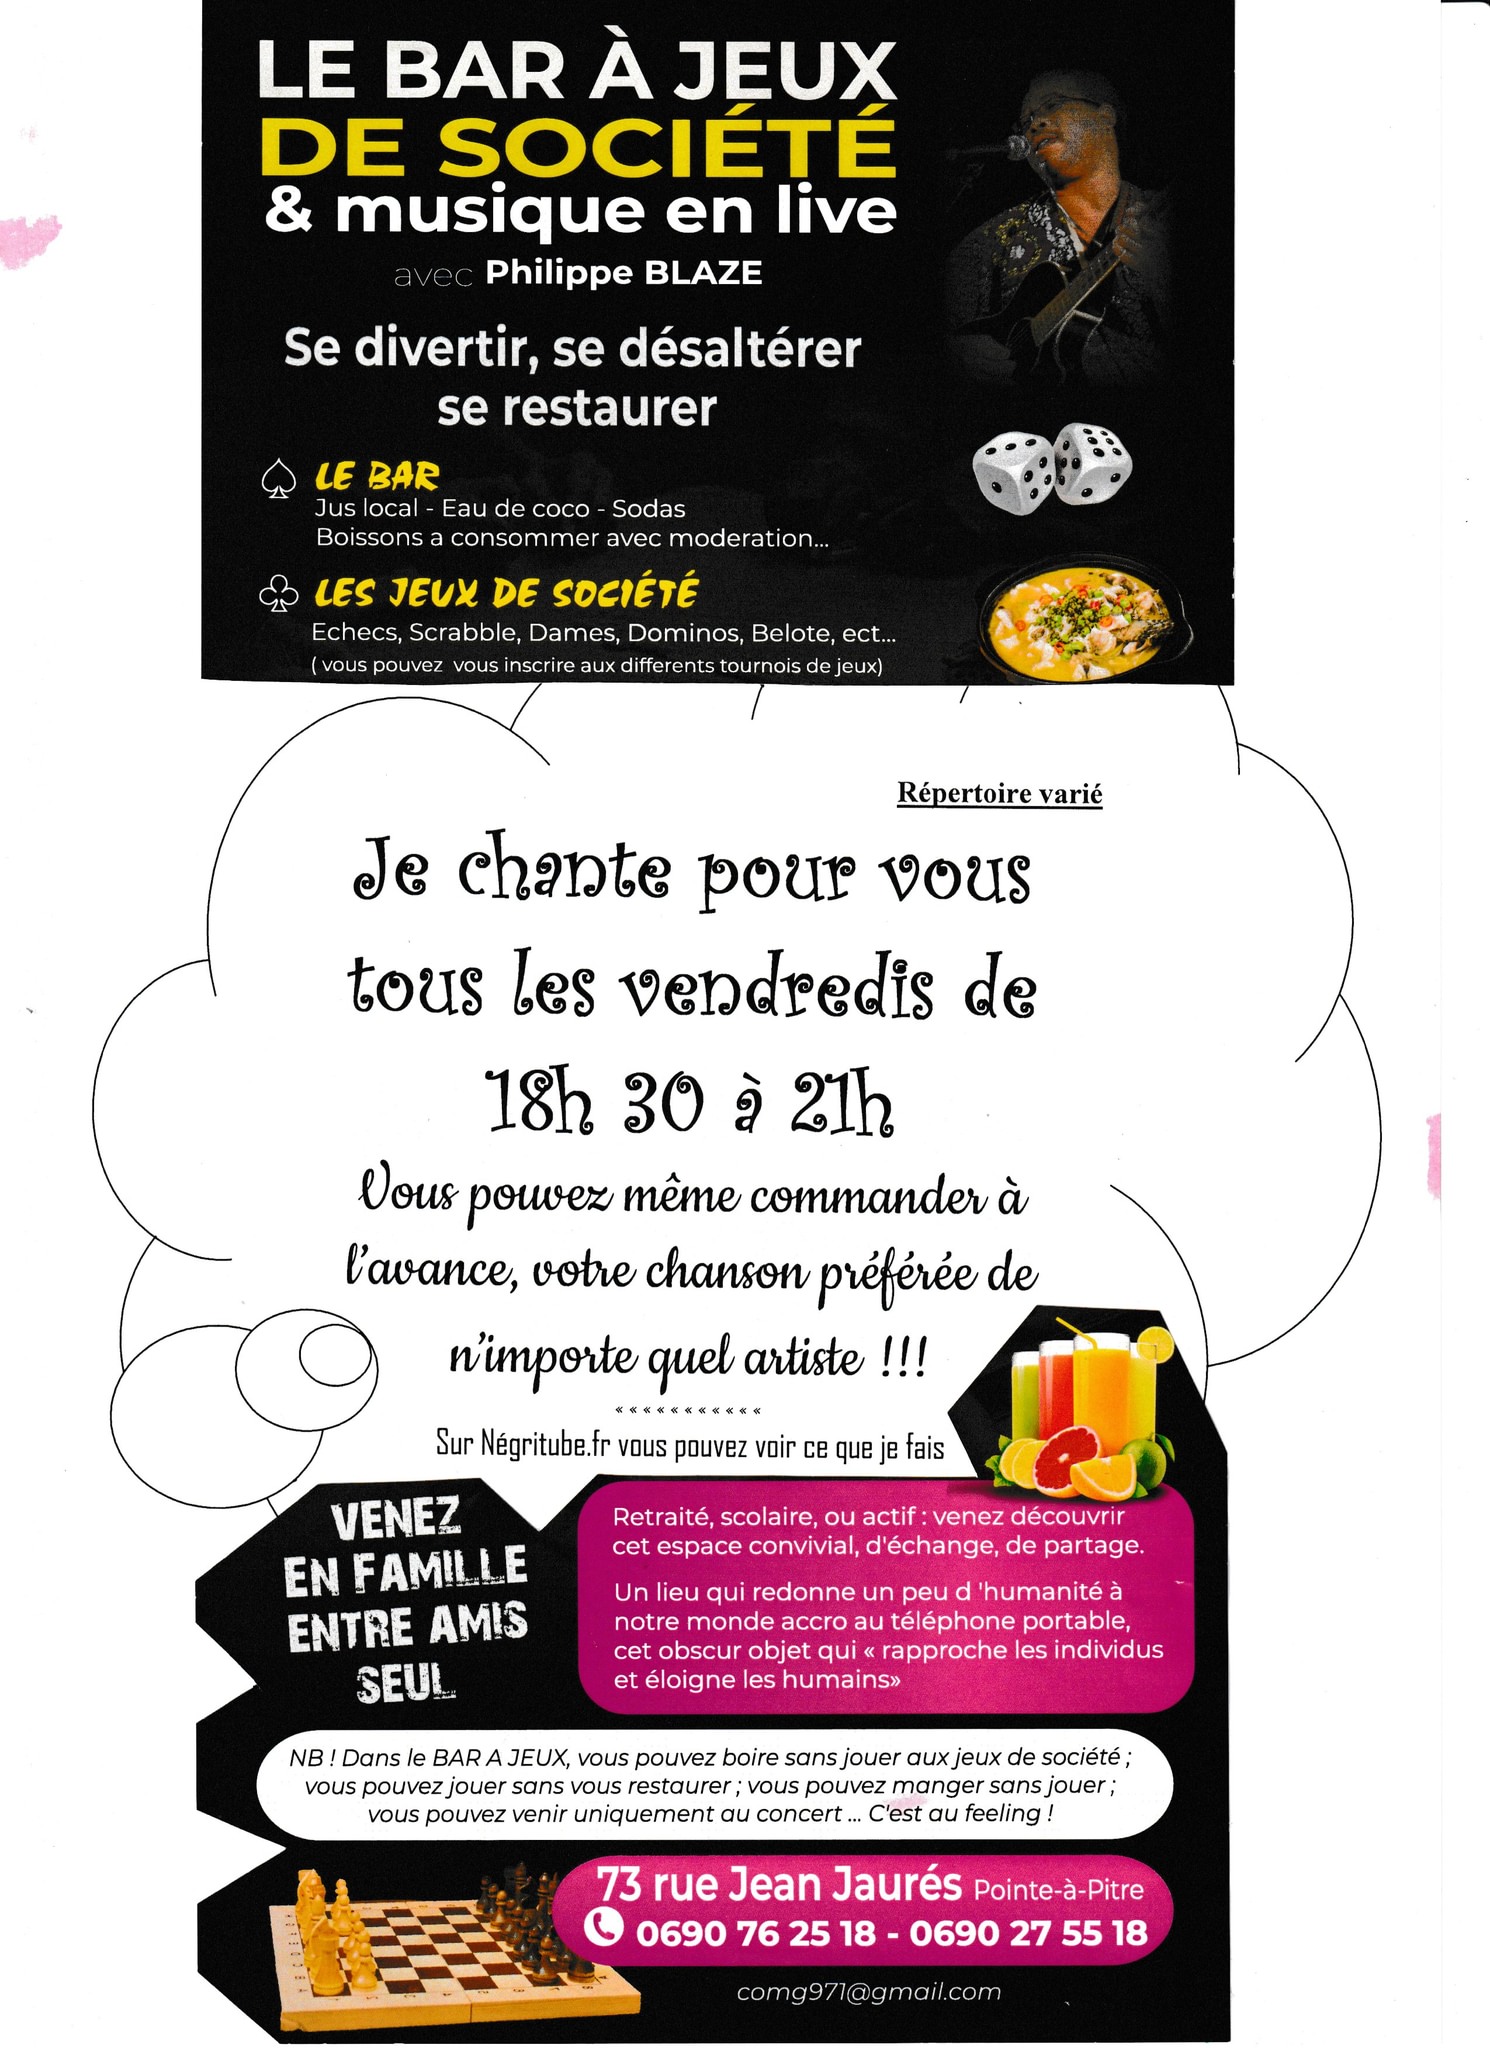 LE BAR À JEUX
DE SOCIÉTÉ
& musique en live
avec Philippe BLAZE
Se divertir, se désaltérer
se restaurer
LE BAR
Jus local - Eau de coco - Sodas
Boissons a consommer avec moderation...
LES JEUX DE SOCIÉTÉ
Echecs, Scrabble, Dames, Dominos, Belote, ect...
( vous pouvez vous inscrire aux differents tournois de jeux)
Répertoire varié
Je chante pour vous
tous les vendredis de
18h 30 à 21h
Vous pouvez même commander à
l'avance, votre chanson préférée de
n'importe quel artiste !!!
« « « « « « « « « « «
Sur Négritube.fr vous pouvez voir ce que je fais
VENEZ
EN FAMILLE
ENTRE AMIS
SEUL
Retraité, scolaire, ou actif : venez découvrir
cet espace convivial, d'échange, de partage.
Un lieu qui redonne un peu d 'humanité à
notre monde accro au téléphone portable,
cet obscur objet qui « rapproche les individus
et éloigne les humains»
NB ! Dans le BAR A JEUX, vous pouvez boire sans jouer aux jeux de société ;
vous pouvez jouer sans vous restaurer ; vous pouvez manger sans jouer ;
vous pouvez venir uniquement au concert ... C'est au feeling !
73 rue Jean Jaurés Pointe-à-Pitre
0690 76 25 18 - 0690 27 55 18
comg971@gmail.com